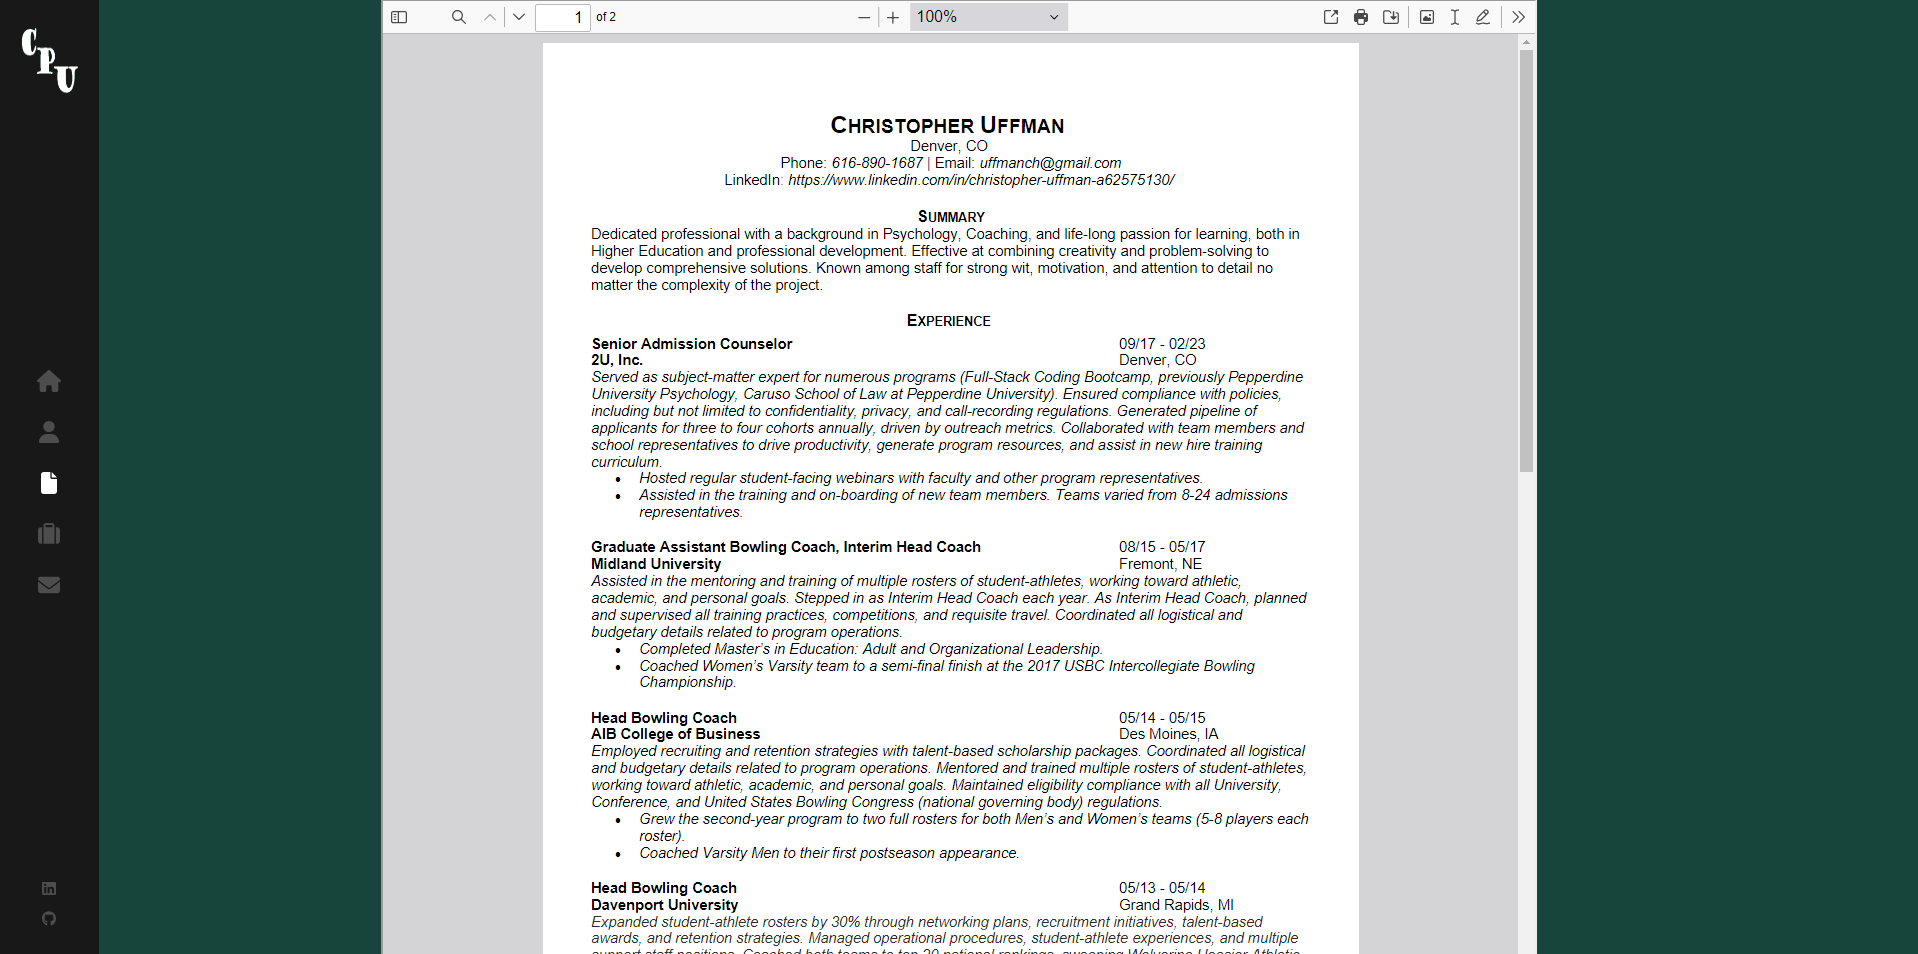 CPU
1 of 2
100%
CHRISTOPHER UFFMAN
Denver, CO
Phone: 616-890-1687 | Email: uffmanch@gmail.com
LinkedIn: https://www.linkedin.com/in/christopher-uffman-a62575130/
SUMMARY
Dedicated professional with a background in Psychology, Coaching, and life-long passion for learning, both in
Higher Education and professional development. Effective at combining creativity and problem-solving to
develop comprehensive solutions. Known among staff for strong wit, motivation, and attention to detail no
matter the complexity of the project.
EXPERIENCE
Senior Admission Counselor 09/17 - 02/23
2U, Inc. Denver, CO
Served as subject-matter expert for numerous programs (Full-Stack Coding Bootcamp, previously Pepperdine
University Psychology, Caruso School of Law at Pepperdine University). Ensured compliance with policies,
including but not limited to confidentiality, privacy, and call-recording regulations. Generated pipeline of
applicants for three to four cohorts annually, driven by outreach metrics. Collaborated with team members and
school representatives to drive productivity, generate program resources, and assist in new hire training
curriculum.
• Hosted regular student-facing webinars with faculty and other program representatives.
• Assisted in the training and on-boarding of new team members. Teams varied from 8-24 admissions
representatives.
Graduate Assistant Bowling Coach, Interim Head Coach 08/15 - 05/17
Midland University Fremont, NE
Assisted in the mentoring and training of multiple rosters of student-athletes, working toward athletic,
academic, and personal goals. Stepped in as Interim Head Coach each year. As Interim Head Coach, planned
and supervised all training practices, competitions, and requisite travel. Coordinated all logistical and
budgetary details related to program operations.
• Completed Master's in Education: Adult and Organizational Leadership.
• Coached Women's Varsity team to a semi-final finish at the 2017 USBC Intercollegiate Bowling
Championship.
Head Bowling Coach 05/14 - 05/15
AIB College of Business Des Moines, IA
Employed recruiting and retention strategies with talent-based scholarship packages. Coordinated all logistical
and budgetary details related to program operations. Mentored and trained multiple rosters of student-athletes,
working toward athletic, academic, and personal goals. Maintained eligibility compliance with all University,
Conference, and United States Bowling Congress (national governing body) regulations.
• Grew the second-year program to two full rosters for both Men's and Women's teams (5-8 players each
roster).
• Coached Varsity Men to their first postseason appearance.
Head Bowling Coach 05/13 - 05/14
Davenport University Grand Rapids, MI
Expanded student-athlete rosters by 30% through networking plans, recruitment initiatives, talent-based
awards, and retention strategies. Managed operational procedures, student-athlete experiences, and multiple